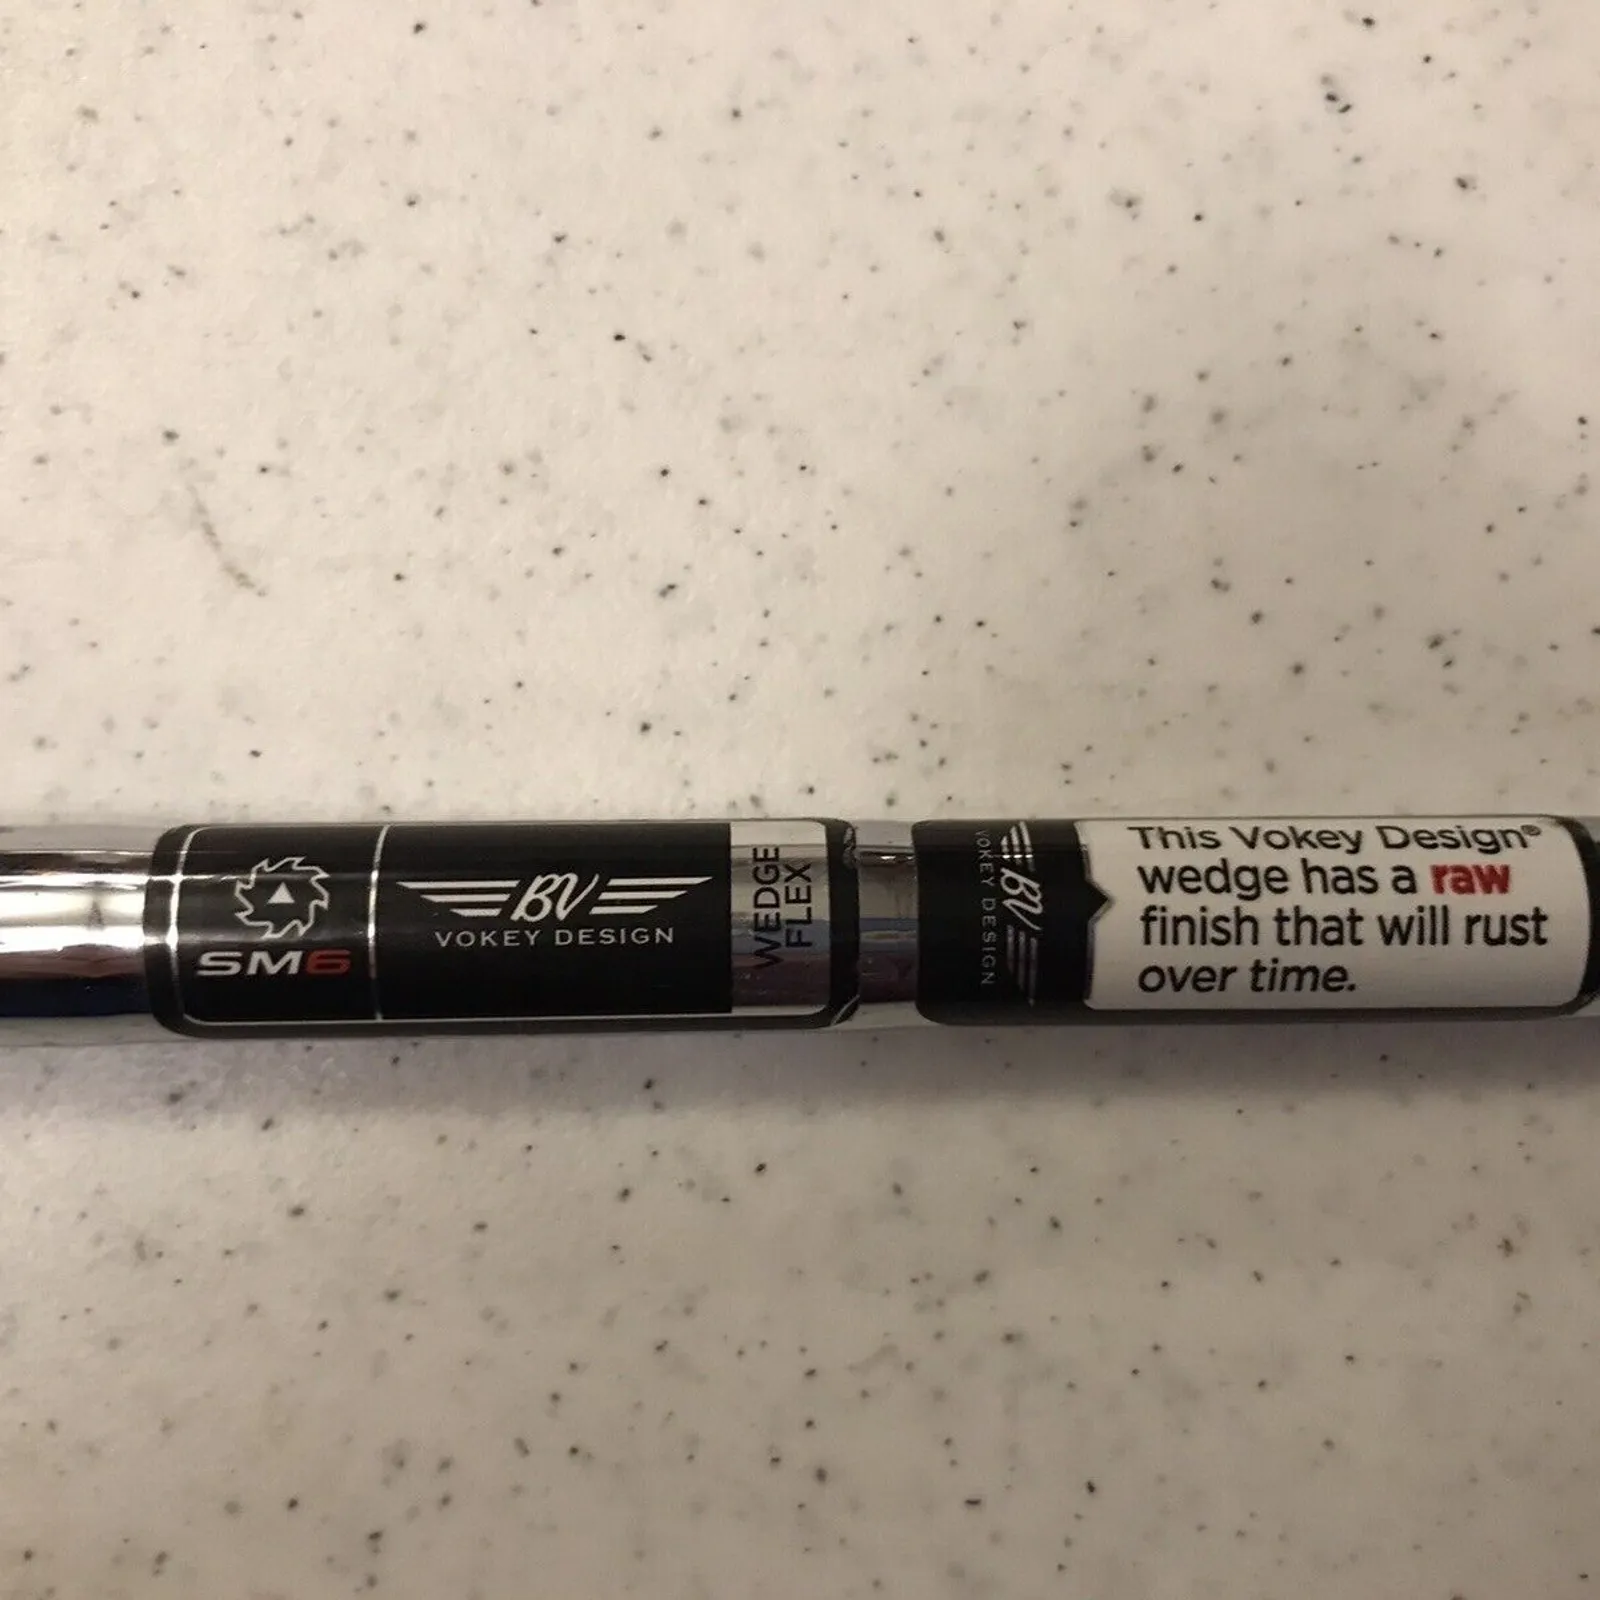 SM6
BV
VOKEY DESIGN
WEDGE
FLEX
BV
VOKEY DESIGN
This Vokey Design®
wedge has a raw
finish that will rust
over time.